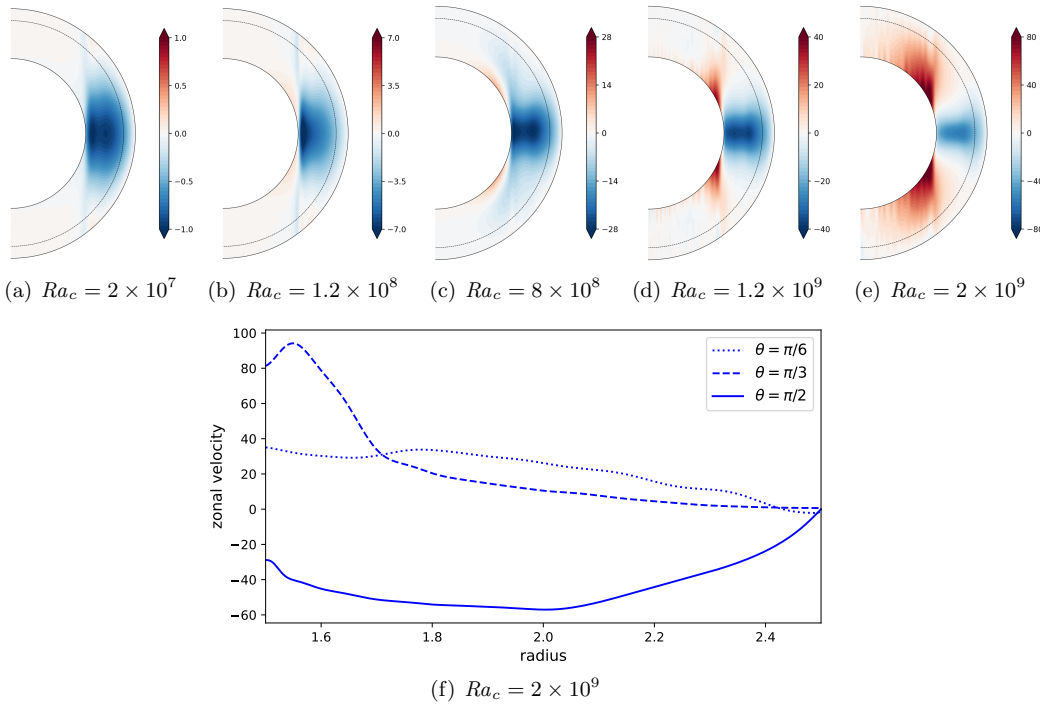 1.0
0.5
0.0
−0.5
−1.0
7.0
3.5
0.0
−3.5
−7.0
28
14
0
−14
−28
40
20
0
−20
−40
80
40
0
−40
−80
(a) Ra_c = 2 × 10^7
(b) Ra_c = 1.2 × 10^8
(c) Ra_c = 8 × 10^8
(d) Ra_c = 1.2 × 10^9
(e) Ra_c = 2 × 10^9
100
80
60
40
20
0
−20
−40
−60
zonal velocity
θ = π/6
θ = π/3
θ = π/2
1.6 1.8 2.0 2.2 2.4
radius
(f) Ra_c = 2 × 10^9